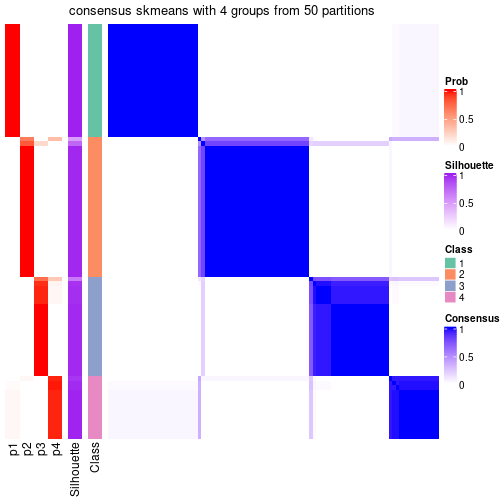 consensus skmeans with 4 groups from 50 partitions
Prob
1
0.5
0
Silhouette
1
0.5
0
Class
1
2
3
4
Consensus
1
0.5
0
p1
p2
p3
p4
Silhouette
Class